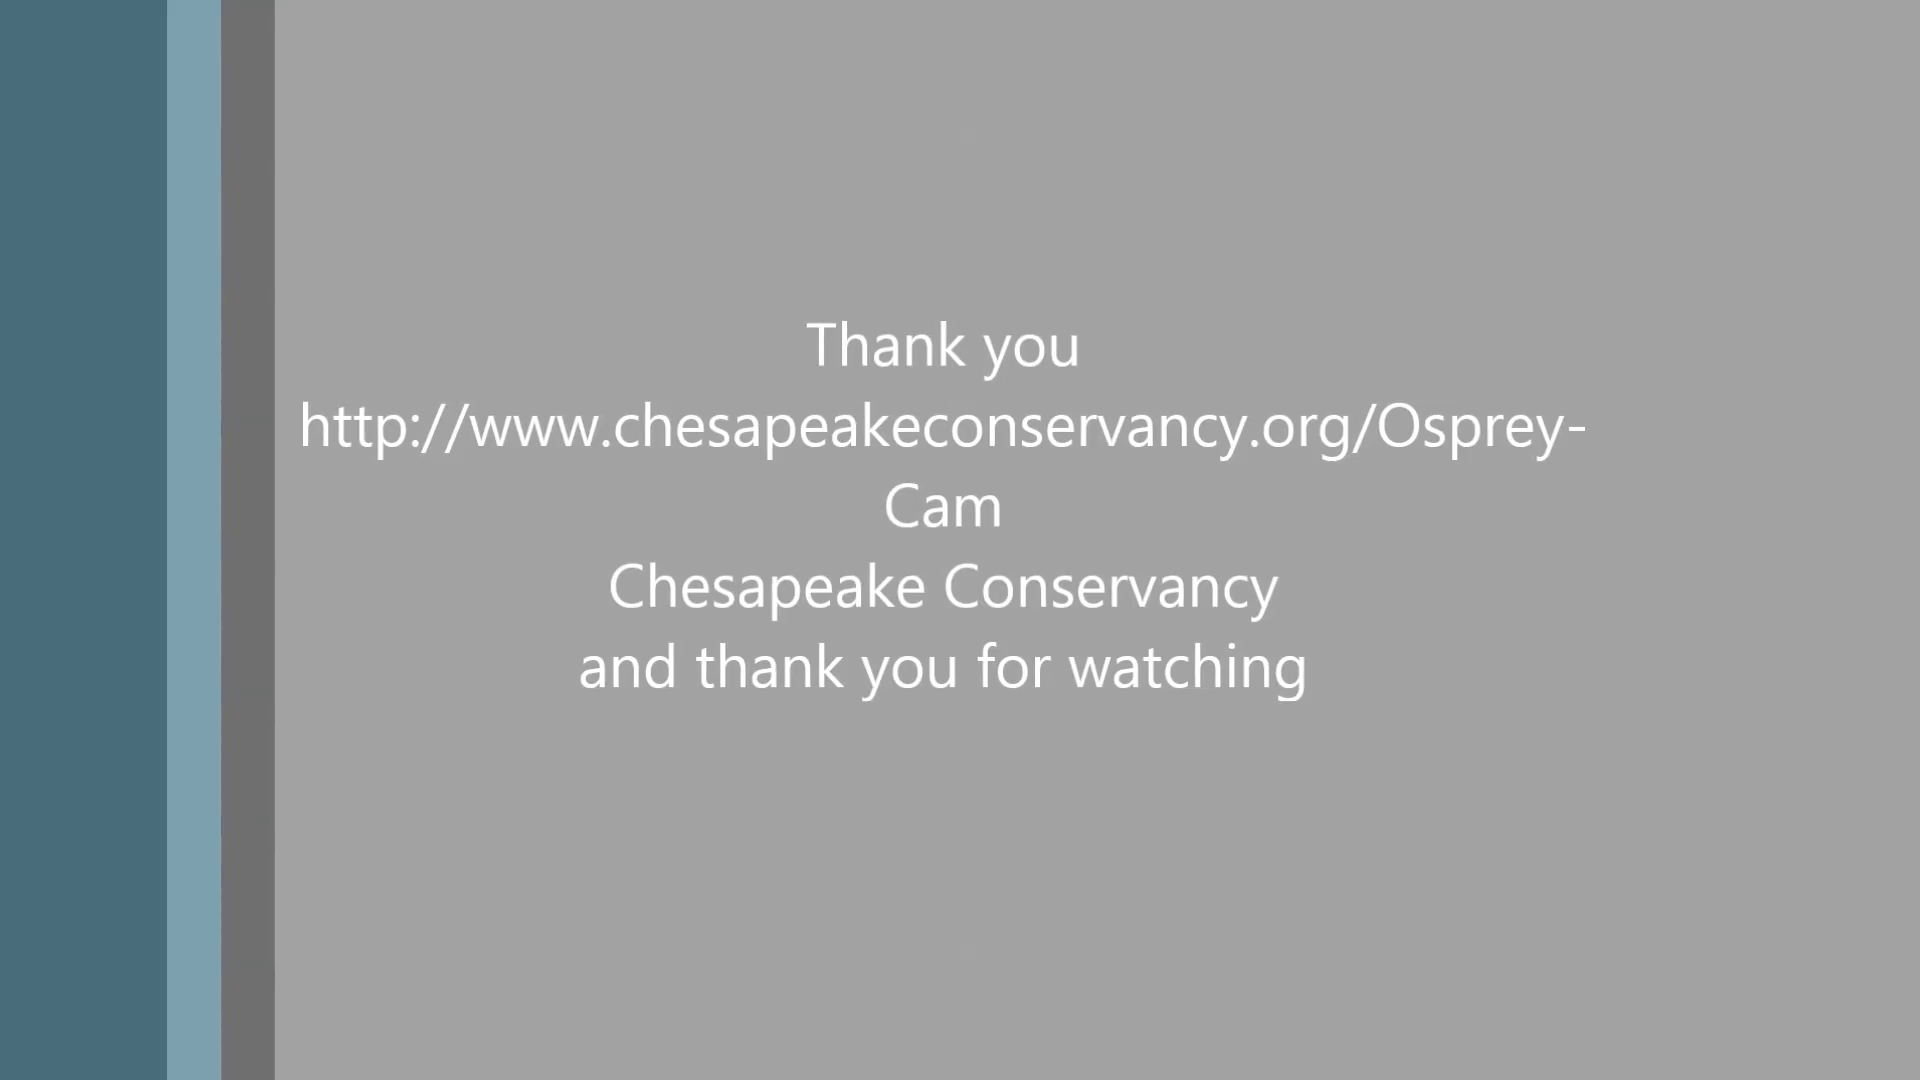 Thank you
http://www.chesapeakeconservancy.org/Osprey-
Cam
Chesapeake Conservancy
and thank you for watching